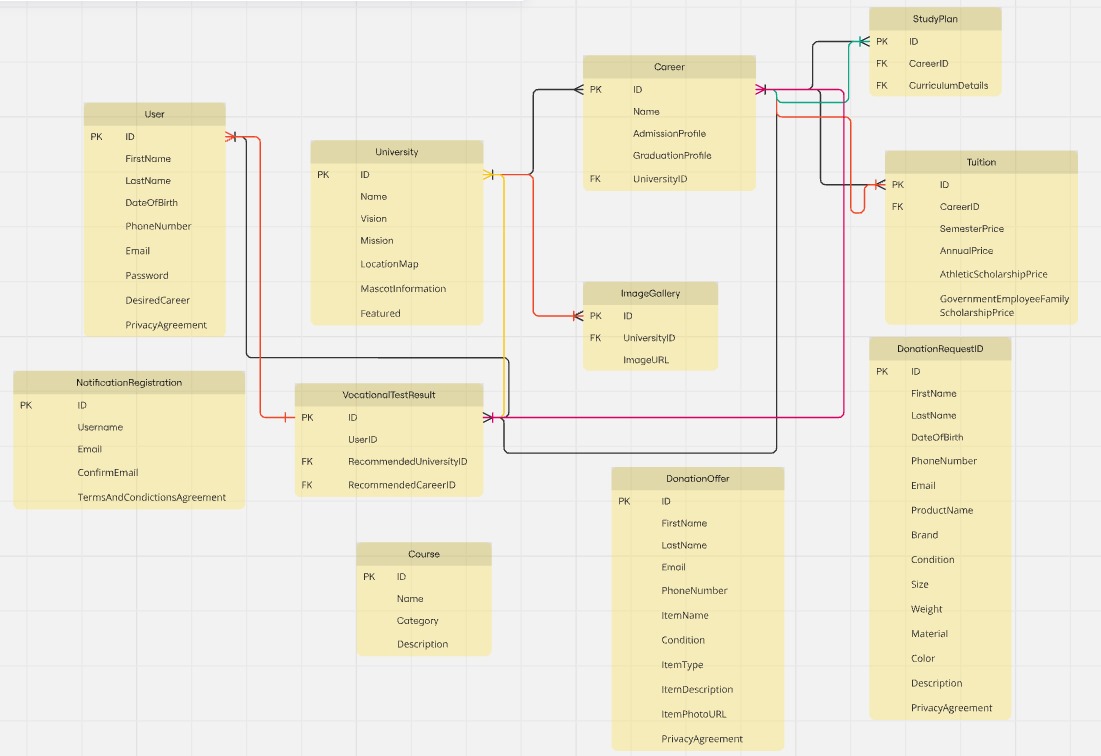 StudyPlan
PK ID
FK CareerID
FK CurriculumDetails
Career
PK ID
Name
AdmissionProfile
GraduationProfile
FK UniversityID
User
PK ID
FirstName
LastName
DateOfBirth
PhoneNumber
Email
Password
DesiredCareer
PrivacyAgreement
University
PK ID
Name
Vision
Mission
LocationMap
MascotInformation
Featured
Tuition
PK ID
FK CareerID
SemesterPrice
AnnualPrice
AthleticScholarshipPrice
GovernmentEmployeeFamily
ScholarshipPrice
ImageGallery
PK ID
FK UniversityID
ImageURL
DonationRequestID
PK ID
FirstName
LastName
DateOfBirth
PhoneNumber
Email
ProductName
Brand
Condition
Size
Weight
Material
Color
Description
PrivacyAgreement
NotificationRegistration
PK ID
Username
Email
ConfirmEmail
TermsAndConditionsAgreement
VocationalTestResult
PK ID
UserID
FK RecommendedUniversityID
FK RecommendedCareerID
DonationOffer
PK ID
FirstName
LastName
Email
PhoneNumber
ItemName
Condition
ItemType
ItemDescription
ItemPhotoURL
PrivacyAgreement
Course
PK ID
Name
Category
Description